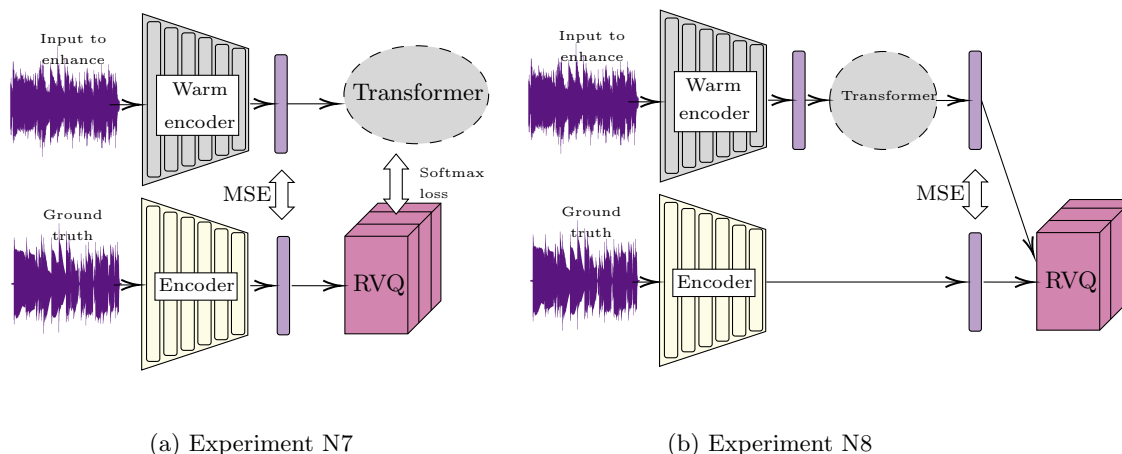 Input to
enhance
Warm
encoder
Transformer
MSE
Softmax
loss
Ground
truth
Encoder
RVQ
(a) Experiment N7
Input to
enhance
Warm
encoder
Transformer
MSE
Ground
truth
Encoder
RVQ
(b) Experiment N8